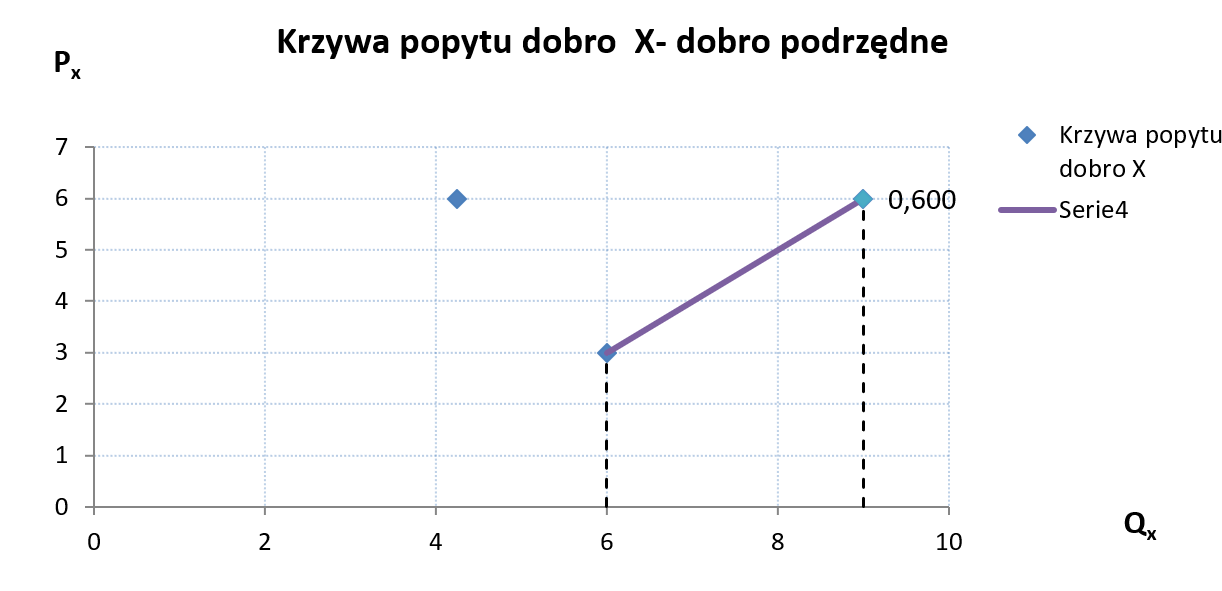 Krzywa popytu dobro  X- dobro podrzędne
Px
7
6
5
4
3
2
1
0
0,600
0 2 4 6 8 10
Qx
Krzywa popytu
dobro X
Serie4